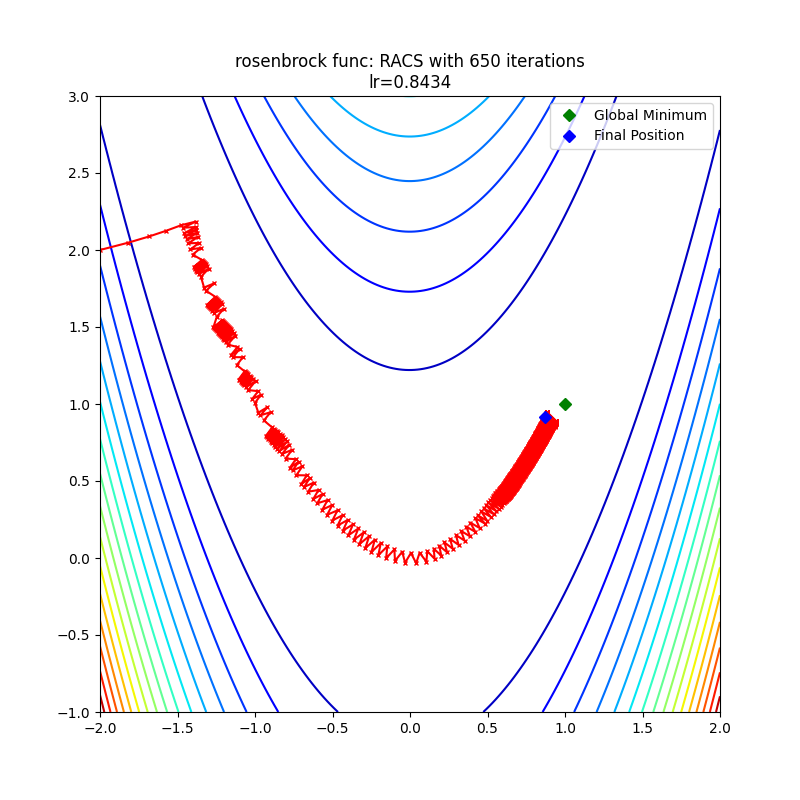 rosenbrock func: RACS with 650 iterations
lr=0.8434
Global Minimum
Final Position
3.0
2.5
2.0
1.5
1.0
0.5
0.0
−0.5
−1.0
−2.0 −1.5 −1.0 −0.5 0.0 0.5 1.0 1.5 2.0